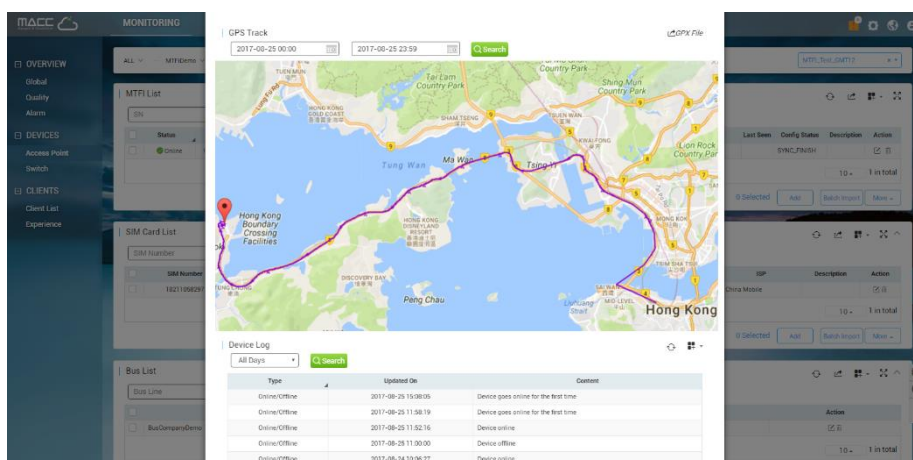 MACC
MONITORING
OVERVIEW
Global
Quality
Alarm
DEVICES
Access Point
Switch
CLIENTS
Client List
Experience
ALL
MTFIDemo
MTFI_Test_GMT12
MTFI List
SN
Status
Last Seen Config Status Description Action
Online
SYNC_FINISH
10
1 in total
0 Selected Add Batch Import More
SIM Card List
SIM Number
SIM Number
ISP Description Action
China Mobile
10
1 in total
0 Selected Add Batch Import More
Bus List
Bus Line
Action
BusCompanyDemo
10
1 in total
GPS Track
GPX File
2017-08-25 00:00
2017-08-25 23:59
Search
TUEN MUN
Tai Lam
Country Park
Country Park
Shing Mun
Country Park
HONG KONG
GOLD COAST
SHAM TSENG
TSUEN WAN
KWAI FONG
Lion Rock
Country Par
Tung Wan
Ma Wan
Tsing Yi
Hong Kong
Boundary
Crossing
Facilities
HONG KONG
DISNEYLAND
RESORT
MONG KOK
TSIM SHA TSUI
DISCOVERY BAY
Peng Chau
SAI WAN
MID-LEVEL
Hong Kong
Device Log
All Days
Search
Type Updated On Content
Online/Offline 2017-08-25 15:08:05 Device goes online for the first time
Online/Offline 2017-08-25 11:58:19 Device goes online for the first time
Online/Offline 2017-08-25 11:52:16 Device online
Online/Offline 2017-08-25 11:00:00 Device offline
Online/Offline 2017-08-24 20:06:27 Device online